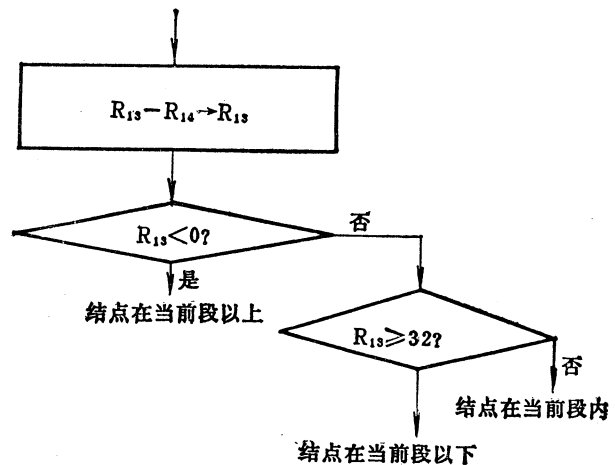 R₁₃−R₁₄→R₁₃
R₁₃<0?
否
是
结点在当前段以上
R₁₃⩾32?
否
结点在当前段内
结点在当前段以下